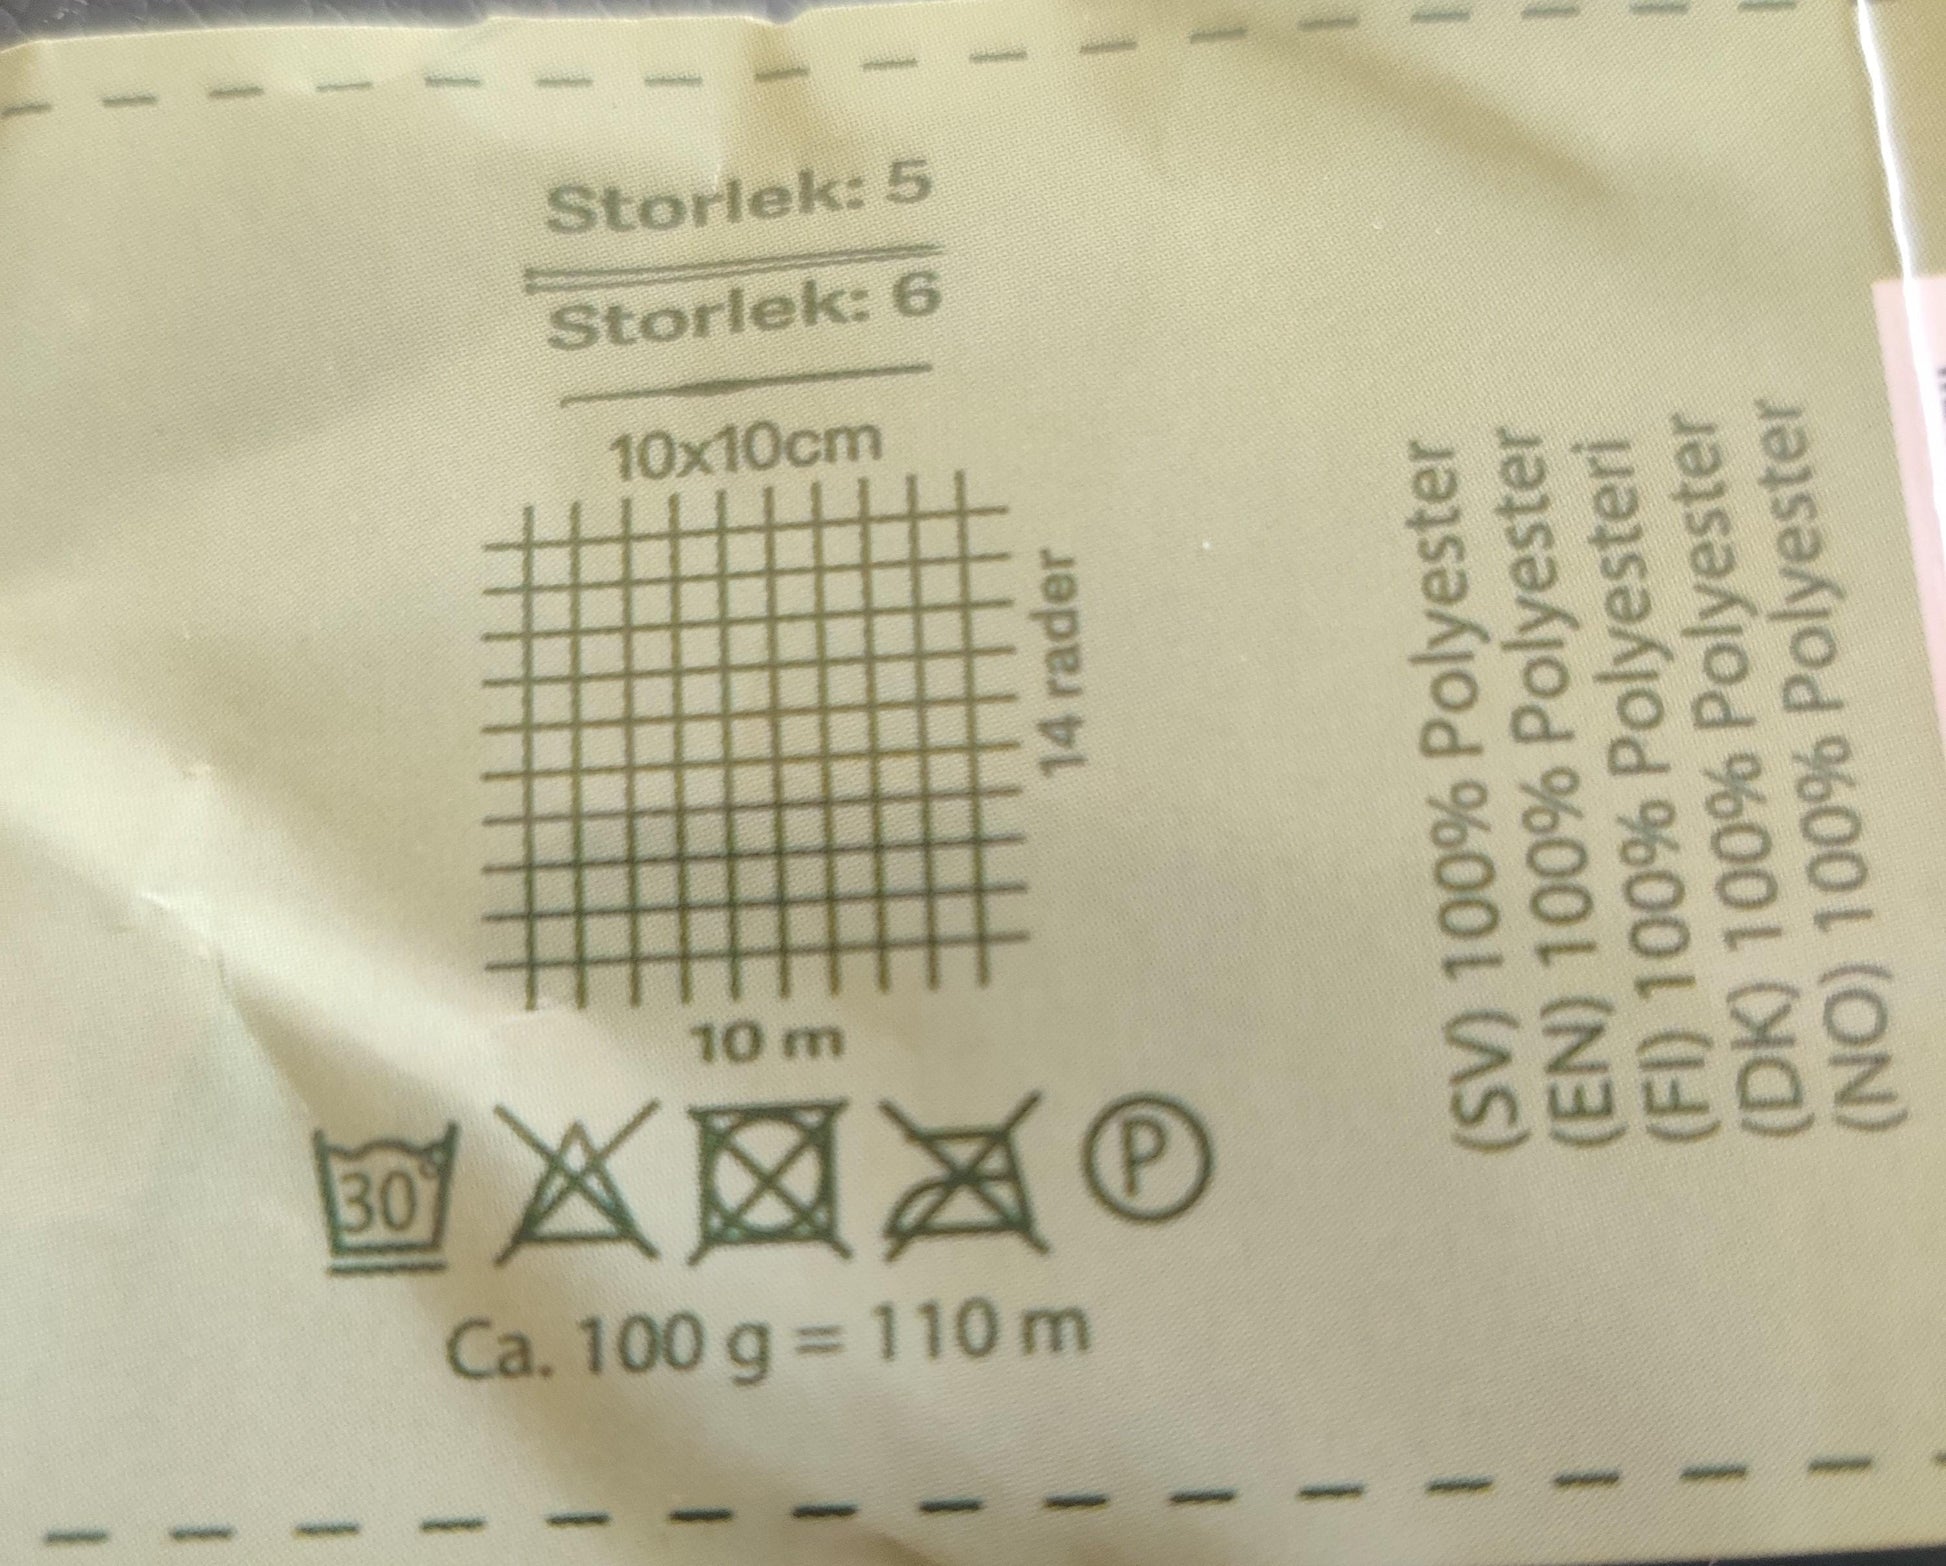 Storlek: 5
Storlek: 6
10x10cm
14 rader
10 m
30°
P
Ca. 100 g = 110 m
(SV) 100% Polyester
(EN) 100% Polyester
(FI) 100% Polyesteri
(DK) 100% Polyester
(NO) 100% Polyester